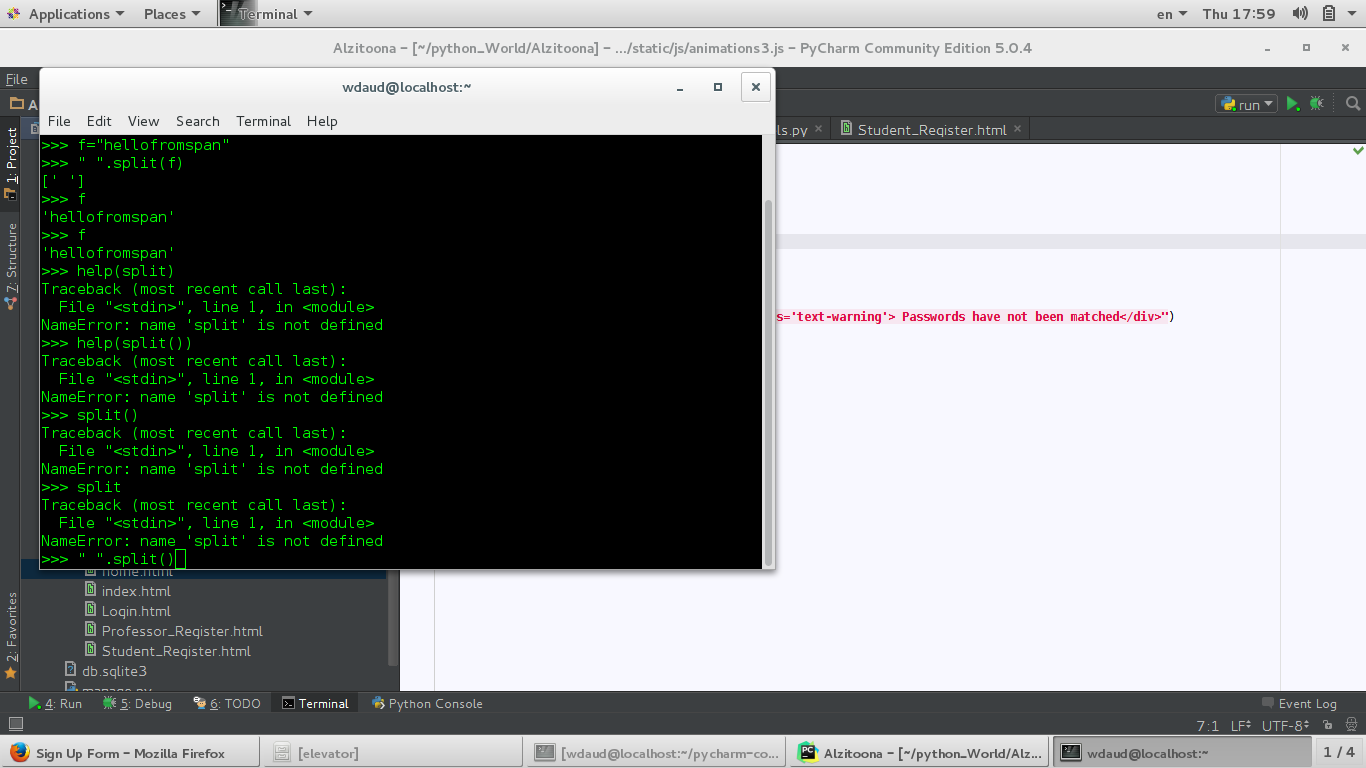 Applications
Places
Terminal
en
Thu 17:59
Alzitoona – [~/python_World/Alzitoona] – .../static/js/animations3.js – PyCharm Community Edition 5.0.4
File
wdaud@localhost:~
run
File Edit View Search Terminal Help
ls.py
Student_Register.html
1: Project
7: Structure
2: Favorites
>>> f="hellofromspan"
>>> " ".split(f)
[' ']
>>> f
'hellofromspan'
>>> f
'hellofromspan'
>>> help(split)
Traceback (most recent call last):
  File "<stdin>", line 1, in <module>
NameError: name 'split' is not defined
>>> help(split())
Traceback (most recent call last):
  File "<stdin>", line 1, in <module>
NameError: name 'split' is not defined
>>> split()
Traceback (most recent call last):
  File "<stdin>", line 1, in <module>
NameError: name 'split' is not defined
>>> split
Traceback (most recent call last):
  File "<stdin>", line 1, in <module>
NameError: name 'split' is not defined
>>> " ".split()
s='text-warning'> Passwords have not been matched</div>")
home.html
index.html
Login.html
Professor_Register.html
Student_Register.html
db.sqlite3
manage.py
4: Run
5: Debug
6: TODO
Terminal
Python Console
Event Log
7:1 LF UTF-8
Sign Up Form – Mozilla Firefox
[elevator]
[wdaud@localhost:~/pycharm-co...
Alzitoona – [~/python_World/Alz...
wdaud@localhost:~
1 / 4